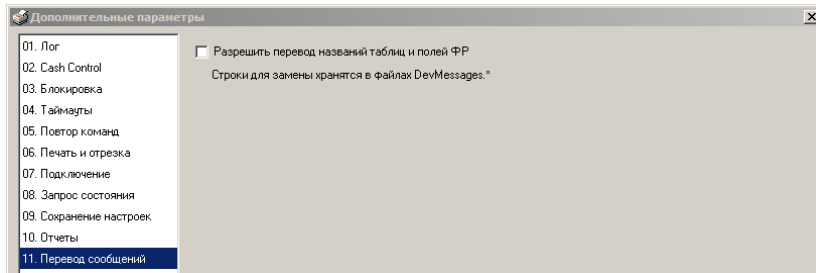 Дополнительные параметры
01. Лог
02. Cash Control
03. Блокировка
04. Таймауты
05. Повтор команд
06. Печать и отрезка
07. Подключение
08. Запрос состояния
09. Сохранение настроек
10. Отчеты
11. Перевод сообщений
Разрешить перевод названий таблиц и полей ФР
Строки для замены хранятся в файлах DevMessages.*